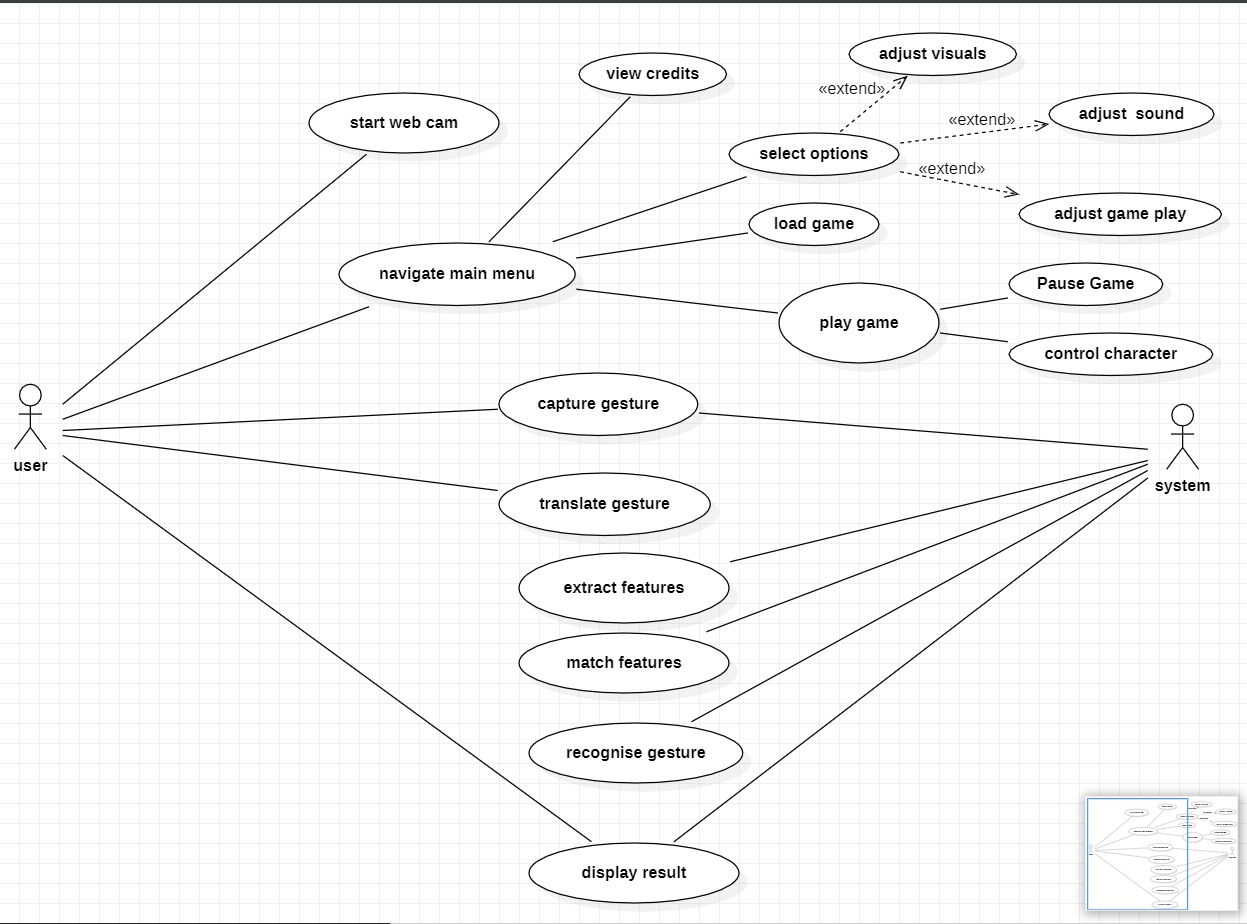 adjust visuals
view credits
«extend»
adjust  sound
start web cam
«extend»
select options
«extend»
adjust game play
load game
navigate main menu
Pause Game
play game
control character
capture gesture
user
system
translate gesture
extract features
match features
recognise gesture
display result